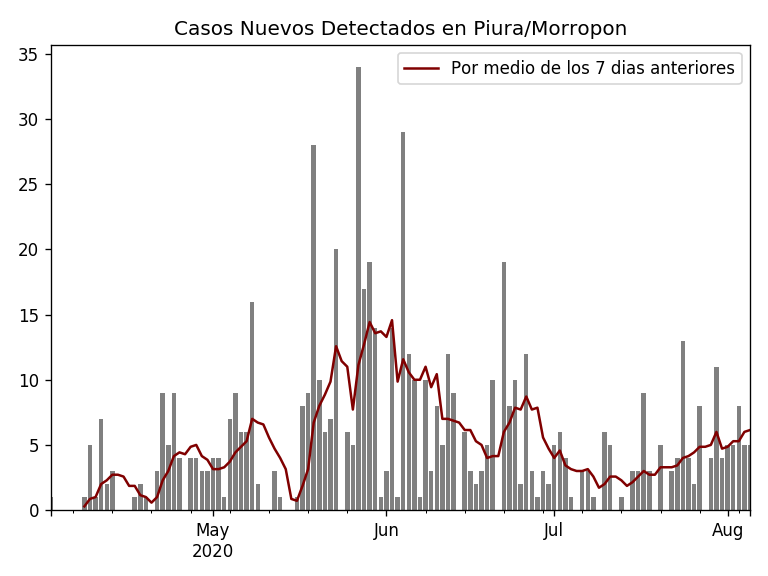 Casos Nuevos Detectados en Piura/Morropon
Por medio de los 7 dias anteriores
35
30
25
20
15
10
5
0
May
2020
Jun
Jul
Aug